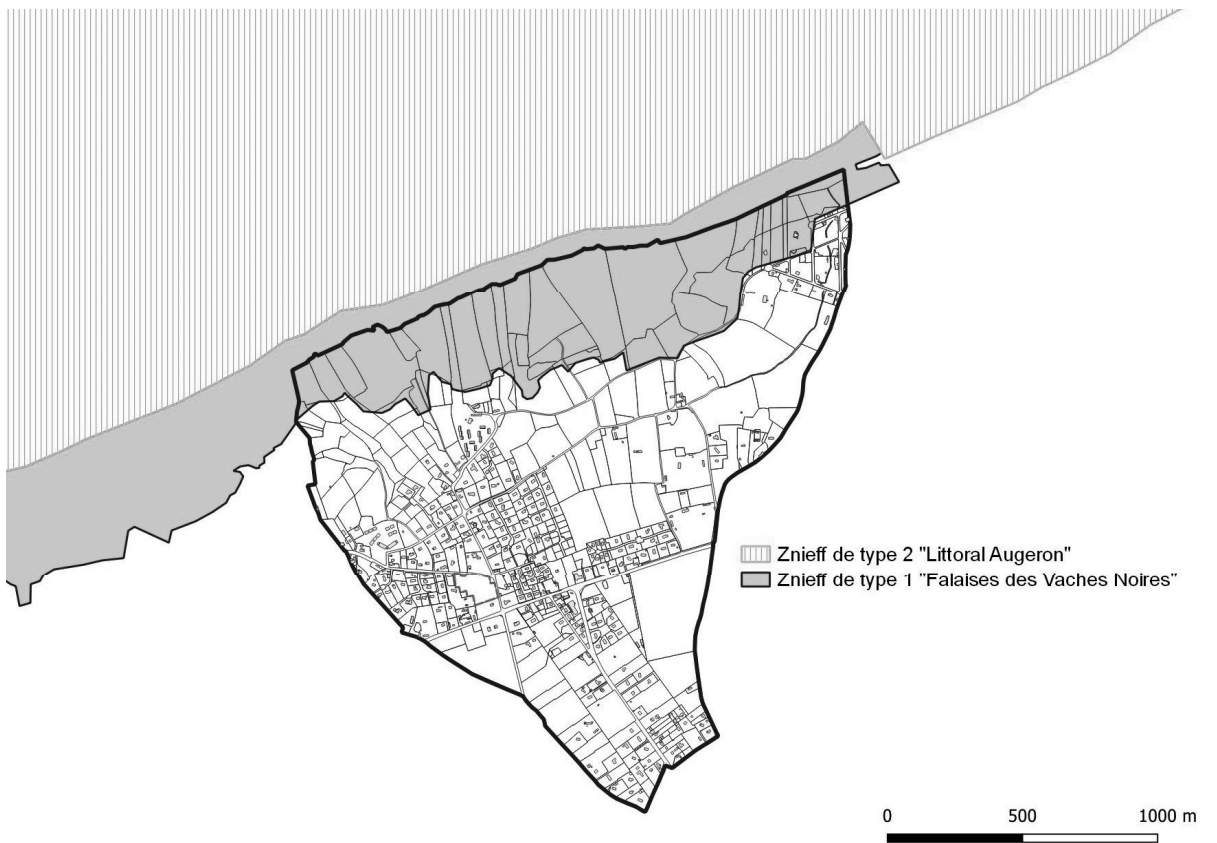 Znieff de type 2 "Littoral Augeron"
Znieff de type 1 "Falaises des Vaches Noires"
0 500 1000 m